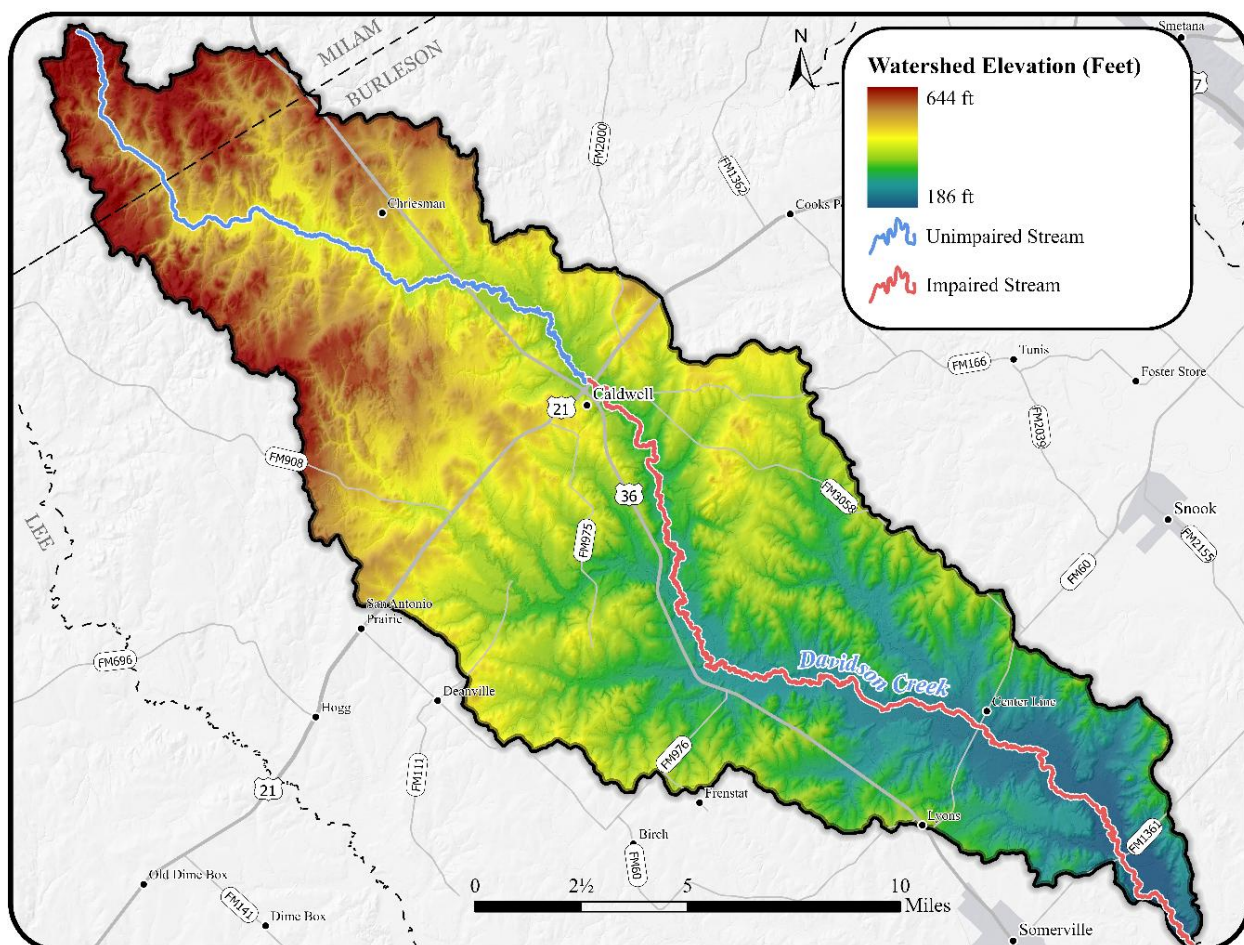 Smetana
N
MILAM
BURLESON
Watershed Elevation (Feet)
644 ft
186 ft
Unimpaired Stream
Impaired Stream
7
FM2000
FM1362
Chriesman
Cooks
Tunis
FM166
Foster Store
Caldwell
21
FM2039
FM908
36
FM3058
Snook
LEE
FM975
FM2155
FM60
San Antonio
Prairie
FM696
Davidson Creek
Deanville
Center Line
Hogg
FM976
FM111
21
Frenstat
Lyons
Birch
FM1361
FM60
Old Dime Box
0
2½
5
10
Miles
FM141
Dime Box
Somerville